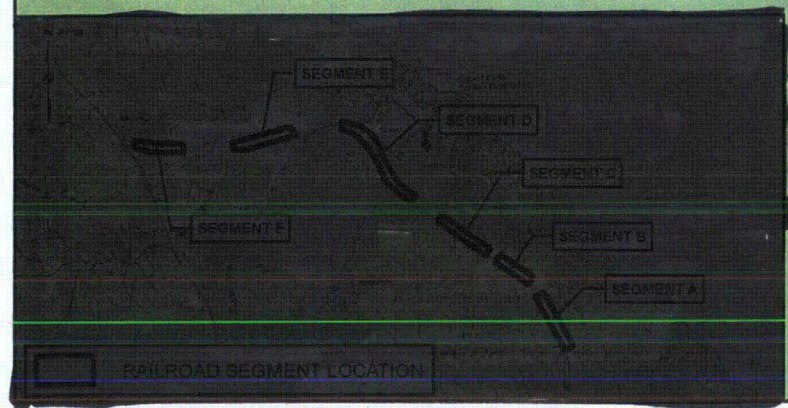 SEGMENT E
SEGMENT D
SEGMENT C
SEGMENT F
SEGMENT B
SEGMENT A
RAILROAD SEGMENT LOCATION